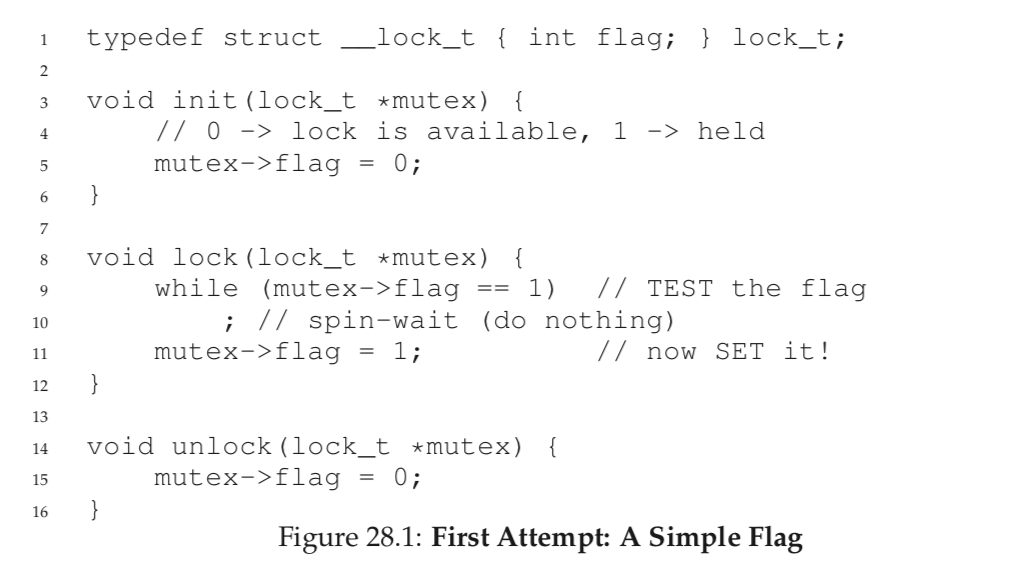 1 typedef struct __lock_t { int flag; } lock_t;
2
3 void init(lock_t *mutex) {
4     // 0 -> lock is available, 1 -> held
5     mutex->flag = 0;
6 }
7
8 void lock(lock_t *mutex) {
9     while (mutex->flag == 1)  // TEST the flag
10         ; // spin-wait (do nothing)
11     mutex->flag = 1;          // now SET it!
12 }
13
14 void unlock(lock_t *mutex) {
15     mutex->flag = 0;
16 }
Figure 28.1: First Attempt: A Simple Flag